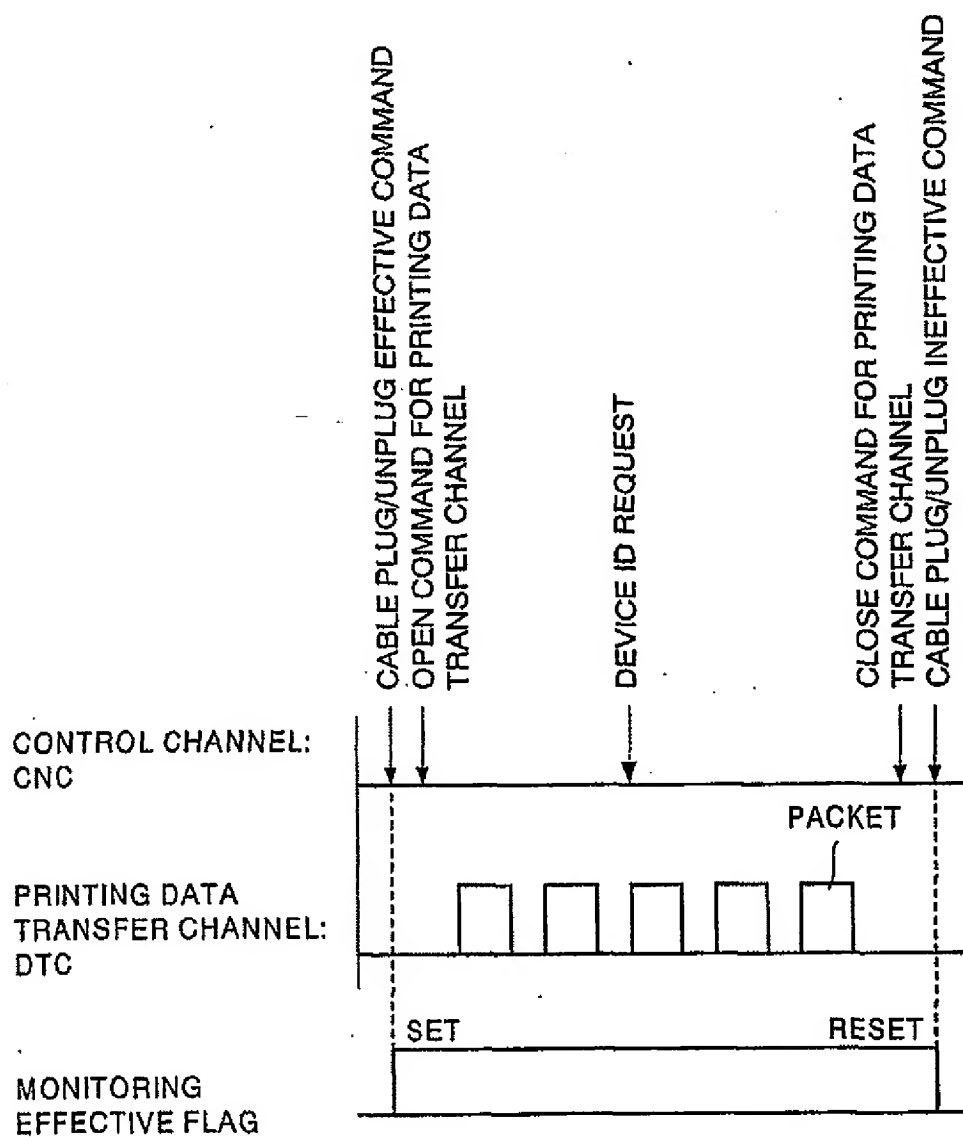 CABLE PLUG/UNPLUG EFFECTIVE COMMAND
OPEN COMMAND FOR PRINTING DATA
TRANSFER CHANNEL
DEVICE ID REQUEST
CLOSE COMMAND FOR PRINTING DATA
TRANSFER CHANNEL
CABLE PLUG/UNPLUG INEFFECTIVE COMMAND
CONTROL CHANNEL:
CNC
PACKET
PRINTING DATA
TRANSFER CHANNEL:
DTC
SET
RESET
MONITORING
EFFECTIVE FLAG